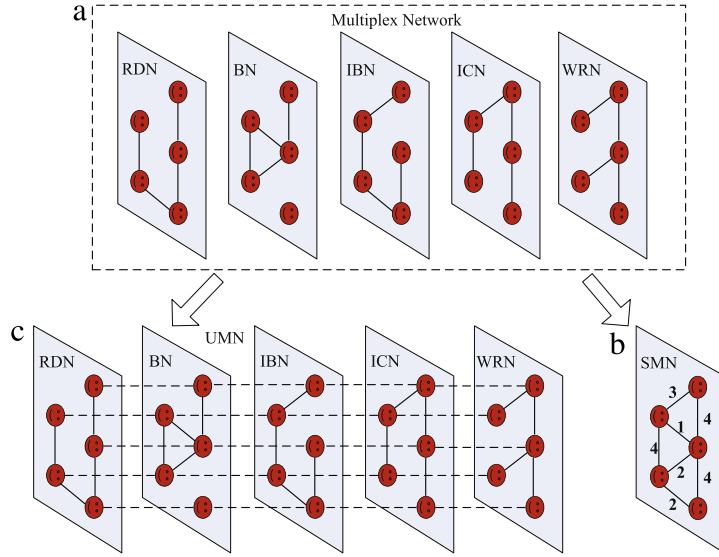 a
Multiplex Network
RDN
BN
IBN
ICN
WRN
c
UMN
b
RDN
BN
IBN
ICN
WRN
SMN
3
4
1
4
2
4
2